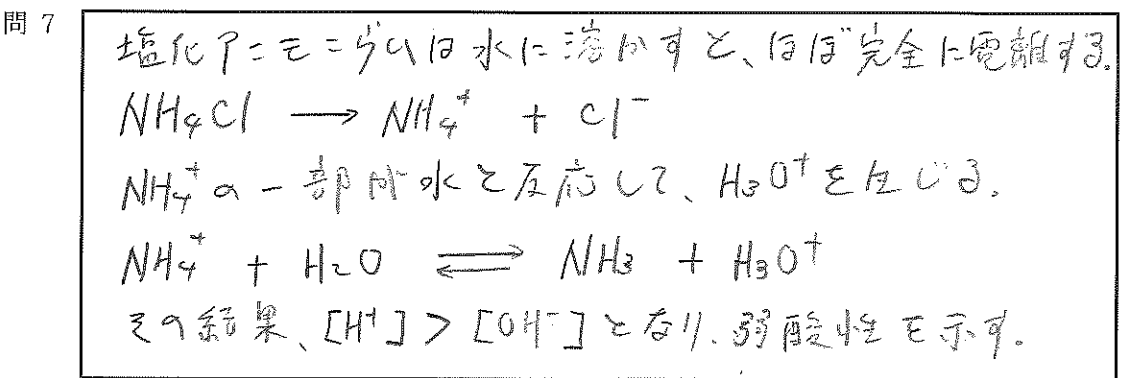 問 7
塩化アンモニウムは水に溶かすと、ほぼ完全に電離する.
NH₄Cl → NH₄⁺ + Cl⁻
NH₄⁺の一部が水と反応して、H₃O⁺を生じる.
NH₄⁺ + H₂O ⇌ NH₃ + H₃O⁺
その結果、[H⁺] > [OH⁻]となり、弱酸性を示す.